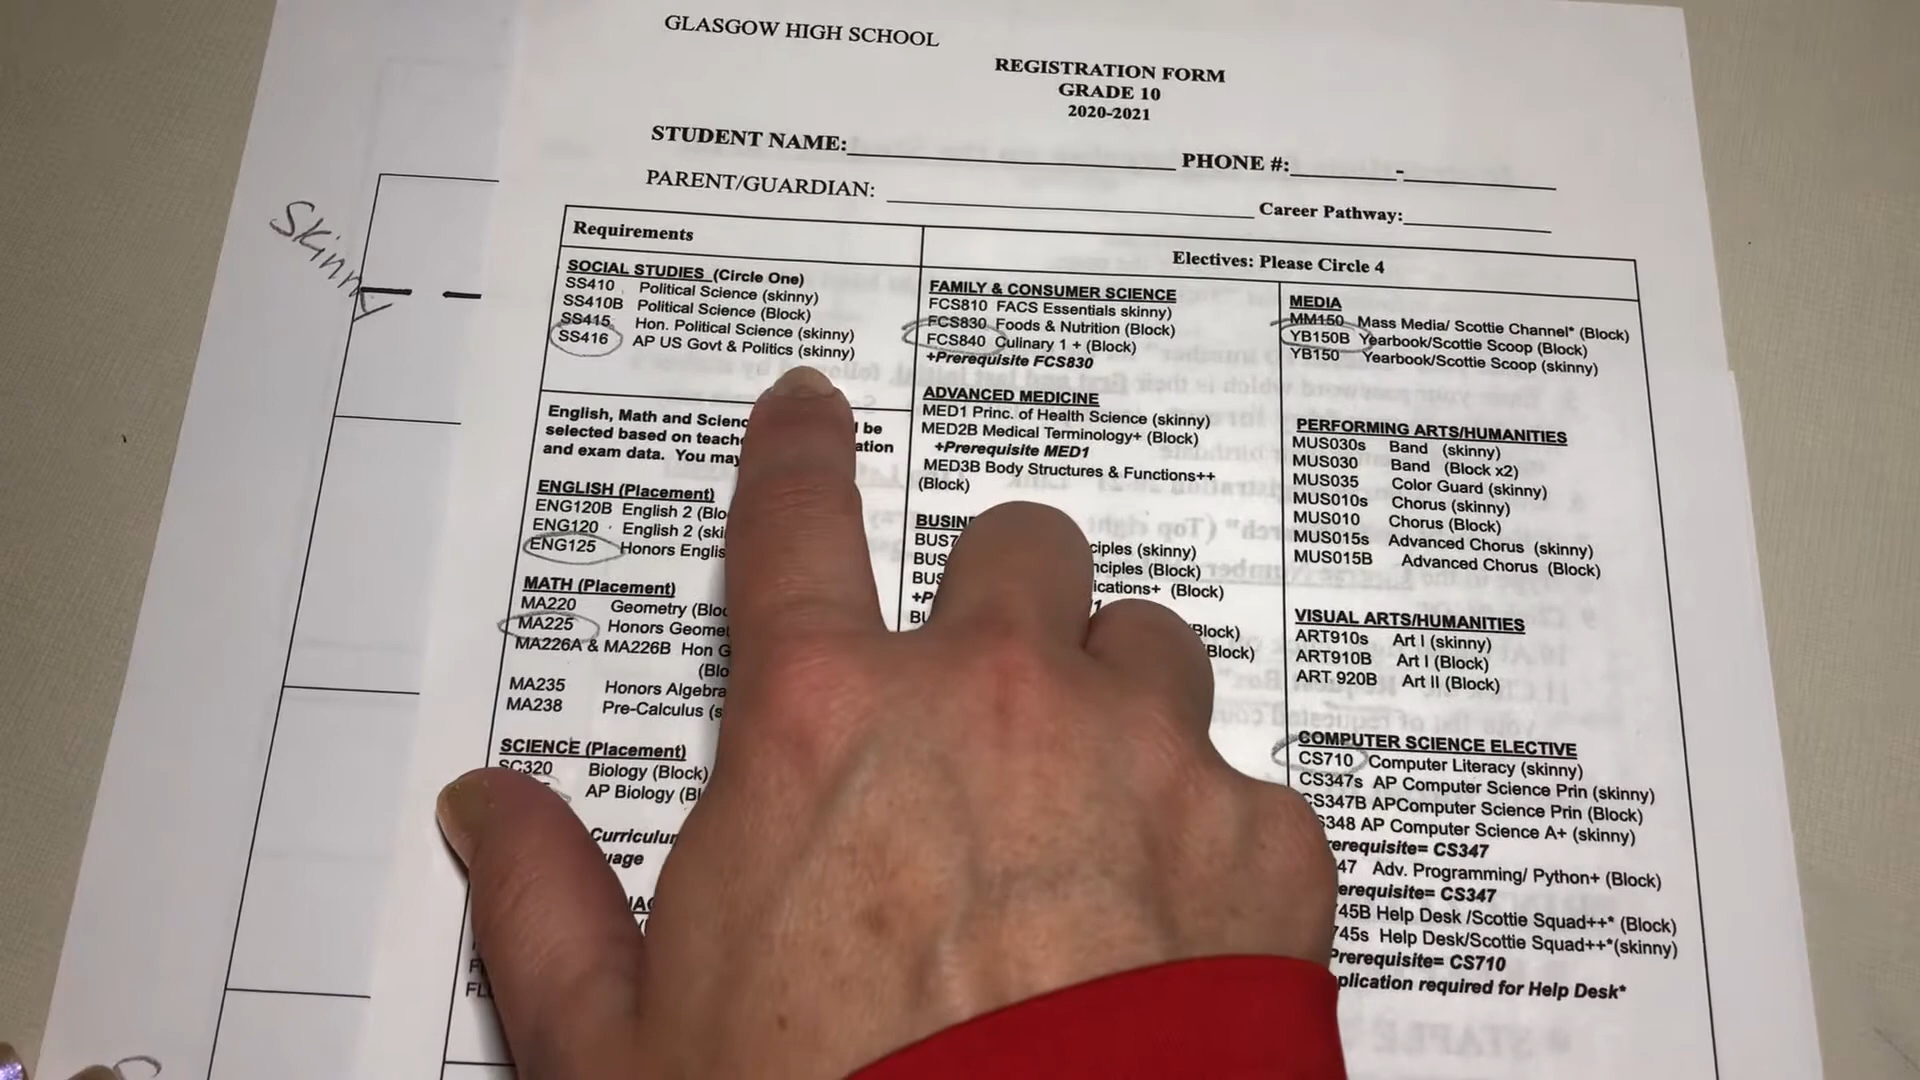 GLASGOW HIGH SCHOOL
REGISTRATION FORM
GRADE 10
2020-2021
STUDENT NAME: PHONE #: -
PARENT/GUARDIAN: Career Pathway:
Skinny
Requirements
SOCIAL STUDIES (Circle One)
SS410 Political Science (skinny)
SS410B Political Science (Block)
SS415 Hon. Political Science (skinny)
SS416 AP US Govt & Politics (skinny)
English, Math and be
selected based on
and exam data. You may
ENGLISH (Placement)
ENG120B English 2
ENG120 English 2
ENG125 Honors
MATH (Placement)
MA220 Geometry
MA225 Honors
MA226A & MA226B Hon
MA235 Honors Algebra
MA238 Pre-Calculus
SCIENCE (Placement)
SC320 Biology (Block)
AP Biology
Electives: Please Circle 4
FAMILY & CONSUMER SCIENCE
FCS810 FACS Essentials skinny)
FCS830 Foods & Nutrition (Block)
FCS840 Culinary 1 + (Block)
+Prerequisite FCS830
ADVANCED MEDICINE
MED1 Princ. of Health Science (skinny)
MED2B Medical Terminology+ (Block)
+Prerequisite MED1
MED3B Body Structures & Functions++
(Block)
(skinny)
(Block)
(Block)
MEDIA
MM150 Mass Media/ Scottie Channel* (Block)
YB150B Yearbook/Scottie Scoop (Block)
YB150 Yearbook/Scottie Scoop (skinny)
PERFORMING ARTS/HUMANITIES
MUS030s Band (skinny)
MUS030 Band (Block x2)
MUS035 Color Guard (skinny)
MUS010s Chorus (skinny)
MUS010 Chorus (Block)
MUS015s Advanced Chorus (skinny)
MUS015B Advanced Chorus (Block)
VISUAL ARTS/HUMANITIES
ART910s Art I (skinny)
ART910B Art I (Block)
ART 920B Art II (Block)
COMPUTER SCIENCE ELECTIVE
CS710 Computer Literacy (skinny)
CS347s AP Computer Science Prin (skinny)
CS347B APComputer Science Prin (Block)
S348 AP Computer Science A+ (skinny)
erequisite= CS347
47 Adv. Programming/ Python+ (Block)
erequisite= CS347
45B Help Desk /Scottie Squad++* (Block)
745s Help Desk/Scottie Squad++*(skinny)
Prerequisite= CS710
plication required for Help Desk*